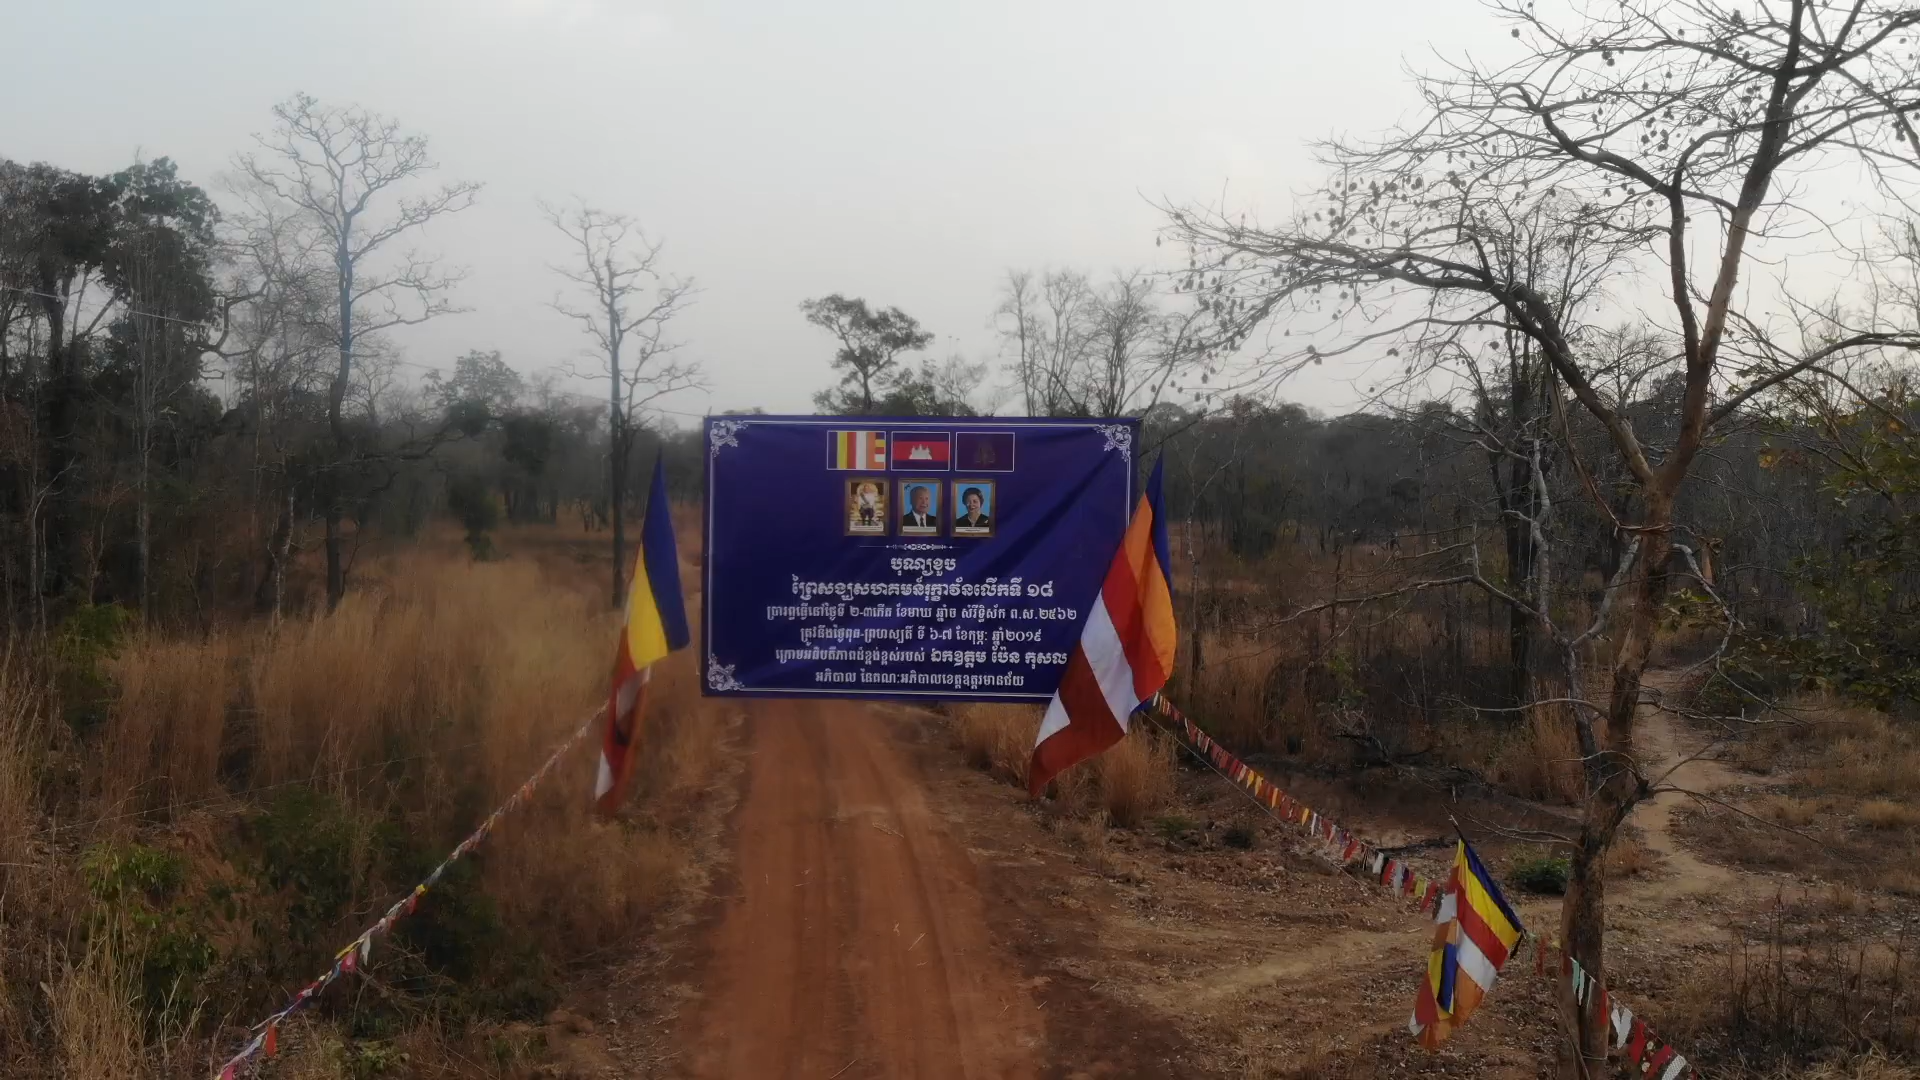 បុណ្យខួប
ព្រៃសង្ឃសហគមន៍រុក្ខាវ័នលើកទី ១៨
ប្រារព្ធធ្វើនៅថ្ងៃទី ២-៣កើត ខែមាឃ ឆ្នាំច សំរឹទ្ធិស័ក ព.ស.២៥៦២
ត្រូវនឹងថ្ងៃពុធ-ព្រហស្បតិ៍ ទី ៦-៧ ខែកុម្ភៈ ឆ្នាំ២០១៩
ក្រោមអធិបតីភាពដ៏ខ្ពង់ខ្ពស់របស់ ឯកឧត្តម ប៉ែន កុសល
អភិបាល នៃគណៈអភិបាលខេត្តឧត្តរមានជ័យ